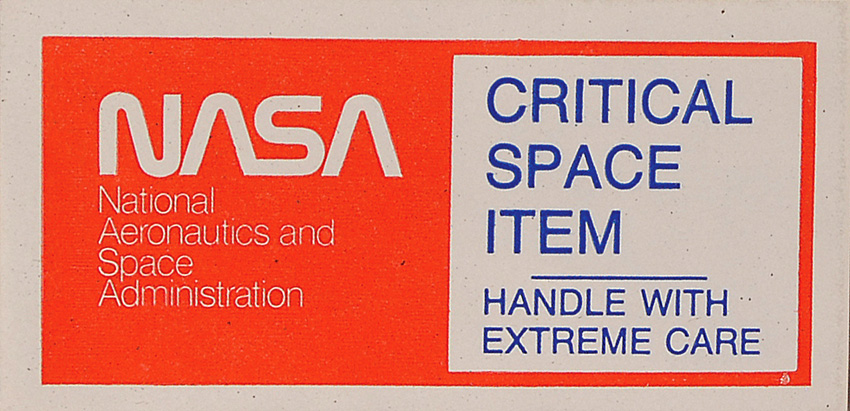 NASA
National
Aeronautics and
Space
Administration
CRITICAL
SPACE
ITEM
HANDLE WITH
EXTREME CARE